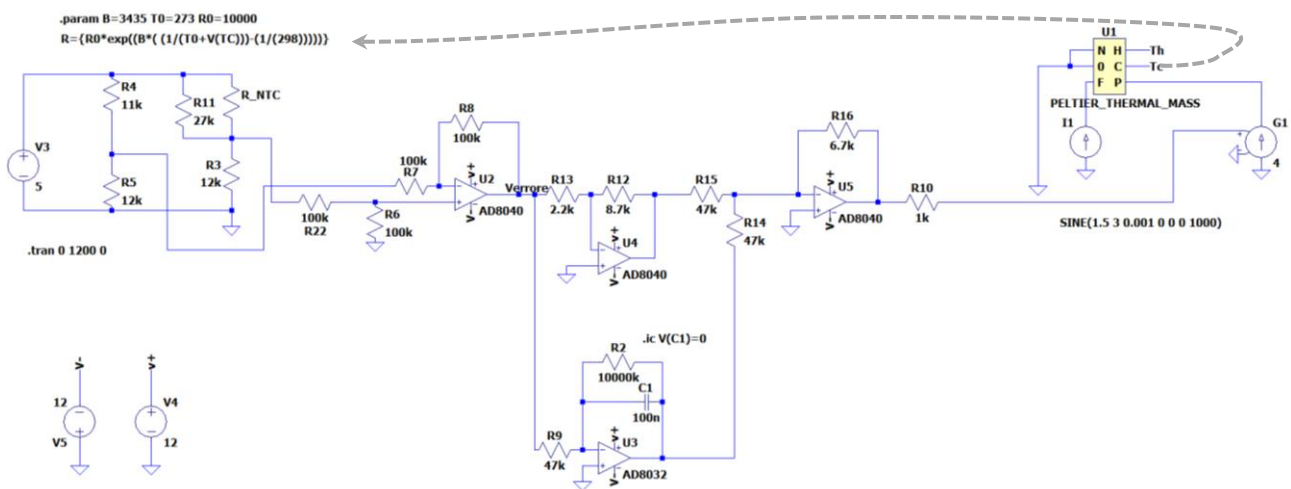 .param B=3435 T0=273 R0=10000
R={R0*exp((B*( (1/(T0+V(TC)))-(1/(298)))))}
U1
N H
0 C
F P
Th
Tc
PELTIER_THERMAL_MASS
I1
G1
4
SINE(1.5 3 0.001 0 0 0 1000)
V3
5
R4
11k
R11
27k
R_NTC
R5
12k
R3
12k
.tran 0 1200 0
R8
100k
100k
R7
V+
U2
AD8040
V-
100k
R22
R6
100k
Verrore
R13
2.2k
R12
8.7k
V+
U4
AD8040
V-
R15
47k
R14
47k
R16
6.7k
V+
U5
AD8040
V-
R10
1k
.ic V(C1)=0
R2
10000k
C1
100n
R9
47k
V+
U3
AD8032
V-
V-
12
V5
V+
V4
12